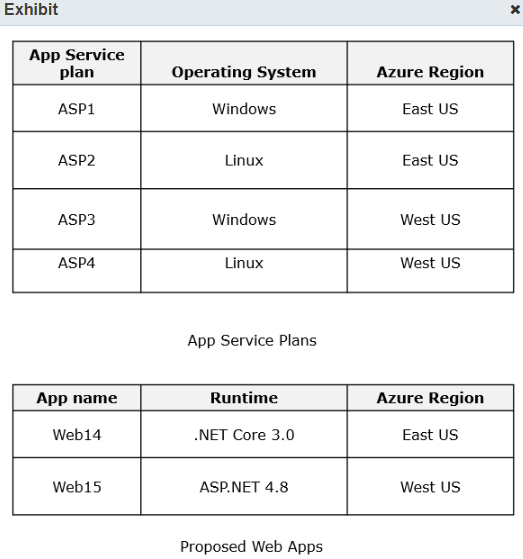 Exhibit ×
App Service
plan Operating System Azure Region
ASP1 Windows East US
ASP2 Linux East US
ASP3 Windows West US
ASP4 Linux West US
App Service Plans
App name Runtime Azure Region
Web14 .NET Core 3.0 East US
Web15 ASP.NET 4.8 West US
Proposed Web Apps